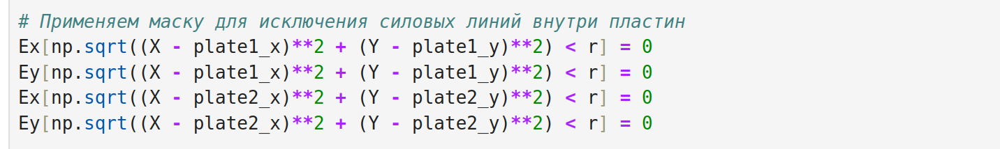 # Применяем маску для исключения силовых линий внутри пластин
Ex[np.sqrt((X - plate1_x)**2 + (Y - plate1_y)**2) < r] = 0
Ey[np.sqrt((X - plate1_x)**2 + (Y - plate1_y)**2) < r] = 0
Ex[np.sqrt((X - plate2_x)**2 + (Y - plate2_y)**2) < r] = 0
Ey[np.sqrt((X - plate2_x)**2 + (Y - plate2_y)**2) < r] = 0